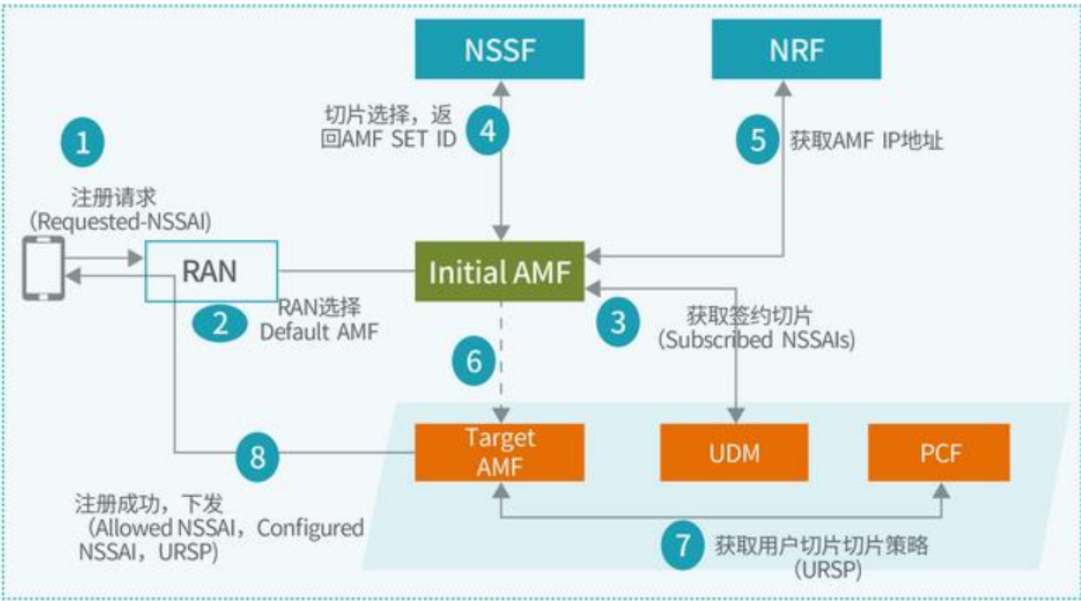 NSSF
NRF
切片选择，返
回AMF SET ID
4
5
获取AMF IP地址
1
注册请求
（Requested-NSSAI)
RAN
Initial AMF
2
RAN选择
Default AMF
3
获取签约切片
（Subscribed NSSAIs)
6
Target
AMF
UDM
PCF
8
注册成功，下发
（Allowed NSSAI，Configured
NSSAI，URSP)
7
获取用户切片切片策略
（URSP)